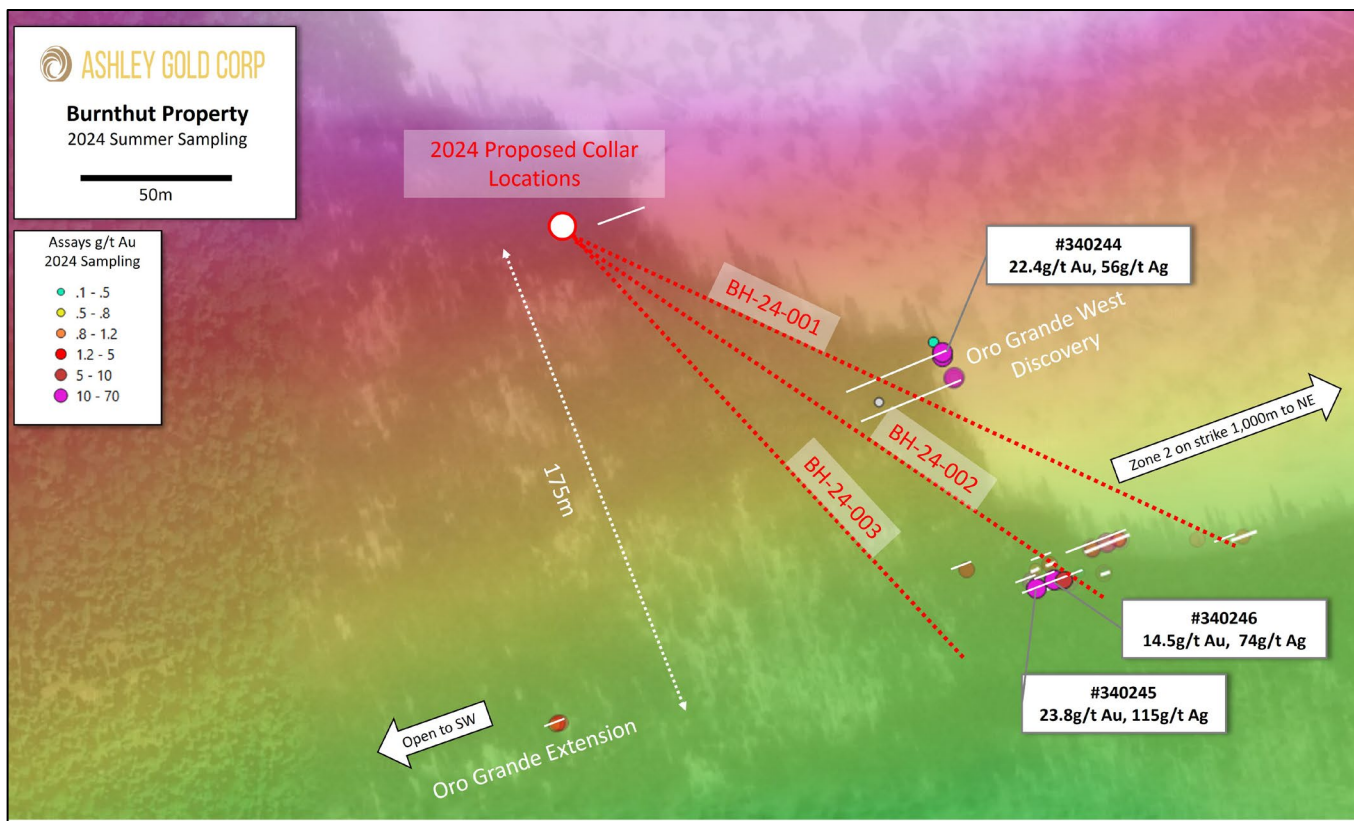 ASHLEY GOLD CORP
Burnthut Property
2024 Summer Sampling
50m
Assays g/t Au
2024 Sampling
.1 - .5
.5 - .8
.8 - 1.2
1.2 - 5
5 - 10
10 - 70
2024 Proposed Collar
Locations
#340244
22.4g/t Au, 56g/t Ag
BH-24-001
Oro Grande West
Discovery
BH-24-002
BH-24-003
Zone 2 on strike 1,000m to NE
175m
#340246
14.5g/t Au, 74g/t Ag
#340245
23.8g/t Au, 115g/t Ag
Open to SW
Oro Grande Extension